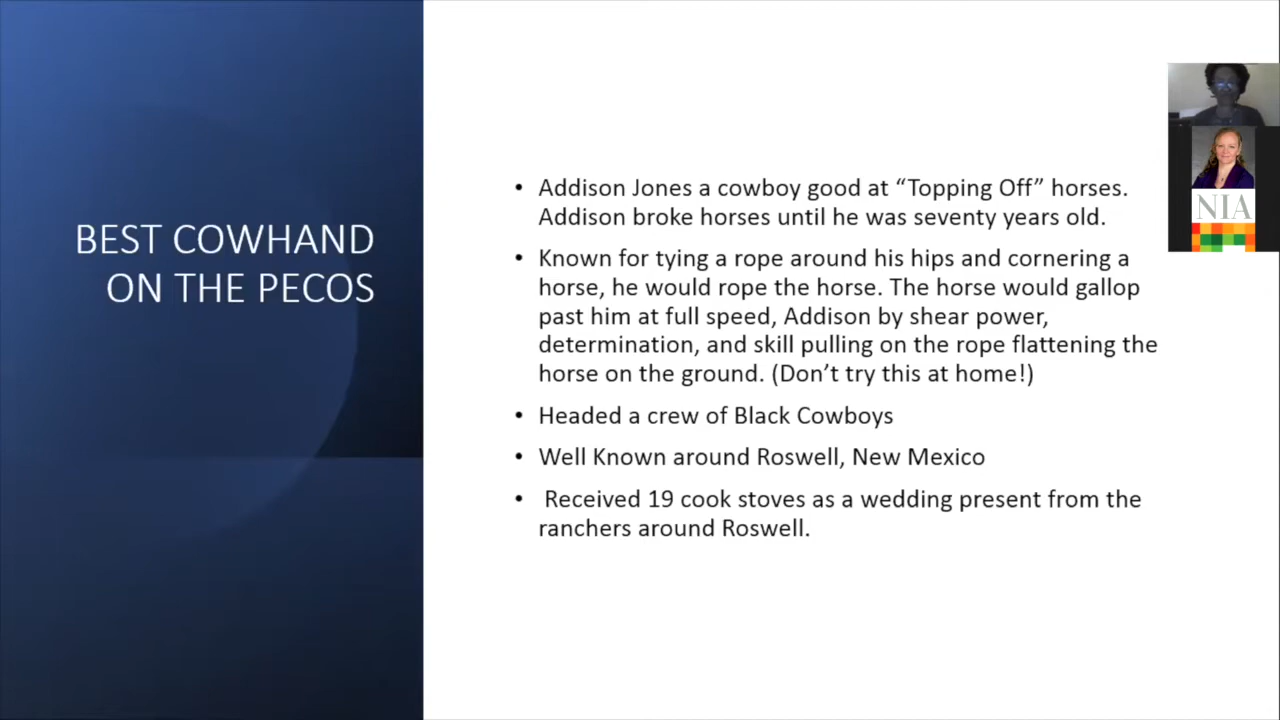 BEST COWHAND
ON THE PECOS
• Addison Jones a cowboy good at “Topping Off” horses.
Addison broke horses until he was seventy years old.
• Known for tying a rope around his hips and cornering a
horse, he would rope the horse. The horse would gallop
past him at full speed, Addison by shear power,
determination, and skill pulling on the rope flattening the
horse on the ground. (Don’t try this at home!)
• Headed a crew of Black Cowboys
• Well Known around Roswell, New Mexico
• Received 19 cook stoves as a wedding present from the
ranchers around Roswell.
NIA